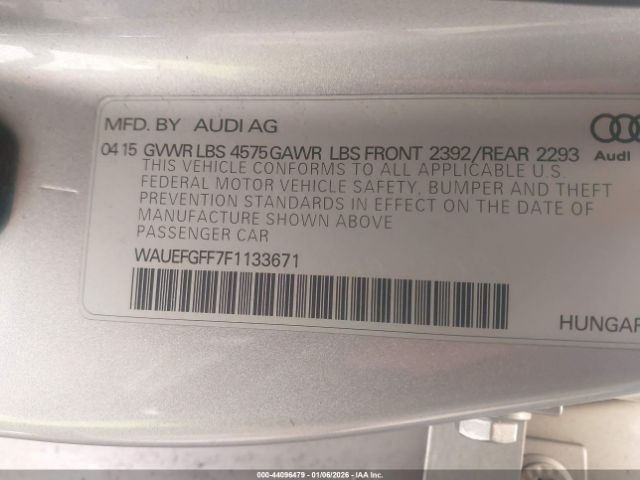 MFD. BY AUDI AG
04 15 GVWR LBS 4575 GAWR LBS FRONT 2392/REAR 2293
Audi
THIS VEHICLE CONFORMS TO ALL APPLICABLE U.S.
FEDERAL MOTOR VEHICLE SAFETY, BUMPER AND THEFT
PREVENTION STANDARDS IN EFFECT ON THE DATE OF
MANUFACTURE SHOWN ABOVE
PASSENGER CAR
WAUEFGFF7F1133671
HUNGAR
000-44096479 | 01/06/2026 - ©IAA, Inc.